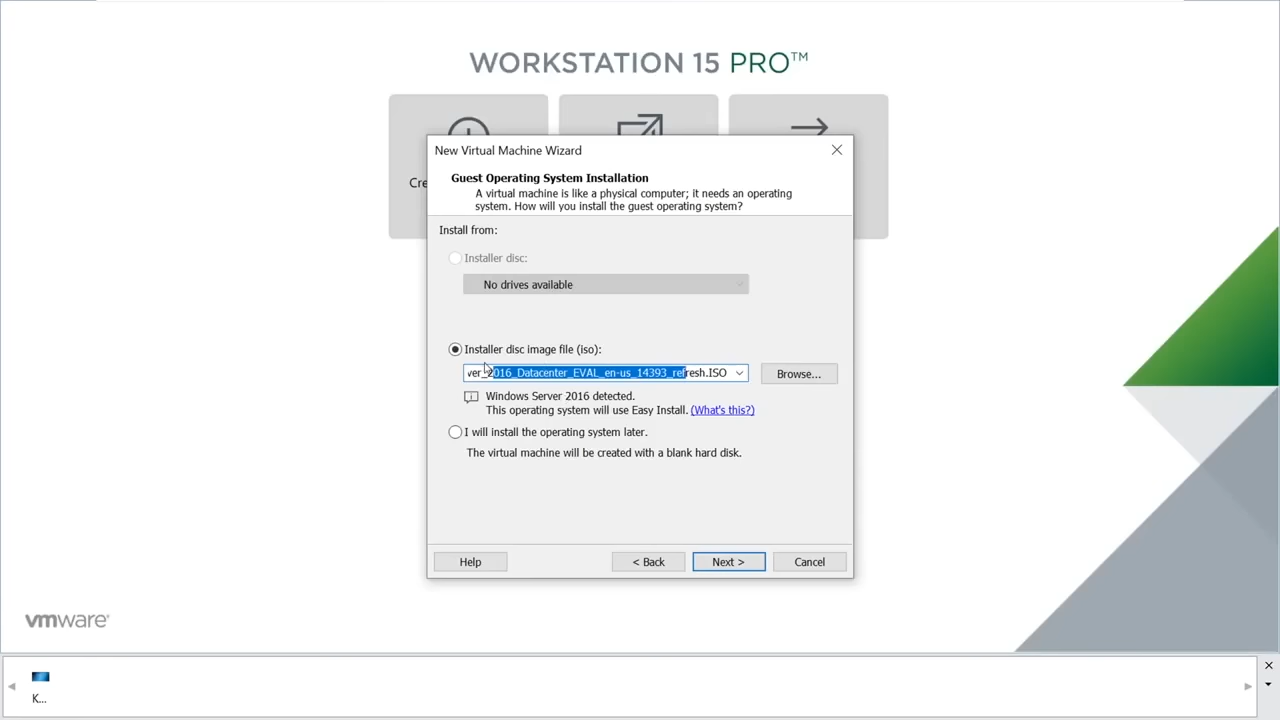 WORKSTATION 15 PRO™
Cre
New Virtual Machine Wizard
Guest Operating System Installation
A virtual machine is like a physical computer; it needs an operating
system. How will you install the guest operating system?
Install from:
Installer disc:
No drives available
Installer disc image file (iso):
ver_2016_Datacenter_EVAL_en-us_14393_refresh.ISO
Browse...
Windows Server 2016 detected.
This operating system will use Easy Install. (What's this?)
I will install the operating system later.
The virtual machine will be created with a blank hard disk.
Help
< Back
Next >
Cancel
vmware®
K...